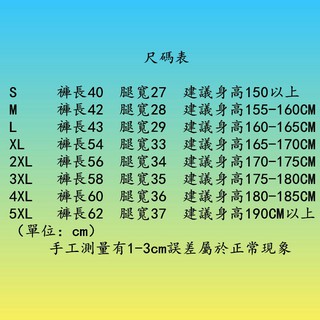 尺碼表
S 褲長40 腿寬27 建議身高150以上
M 褲長42 腿寬28 建議身高155-160CM
L 褲長43 腿寬29 建議身高160-165CM
XL 褲長54 腿寬33 建議身高165-170CM
2XL 褲長56 腿寬34 建議身高170-175CM
3XL 褲長58 腿寬35 建議身高175-180CM
4XL 褲長60 腿寬36 建議身高180-185CM
5XL 褲長62 腿寬37 建議身高190CM以上
（單位：cm）
手工測量有1-3cm誤差屬於正常現象